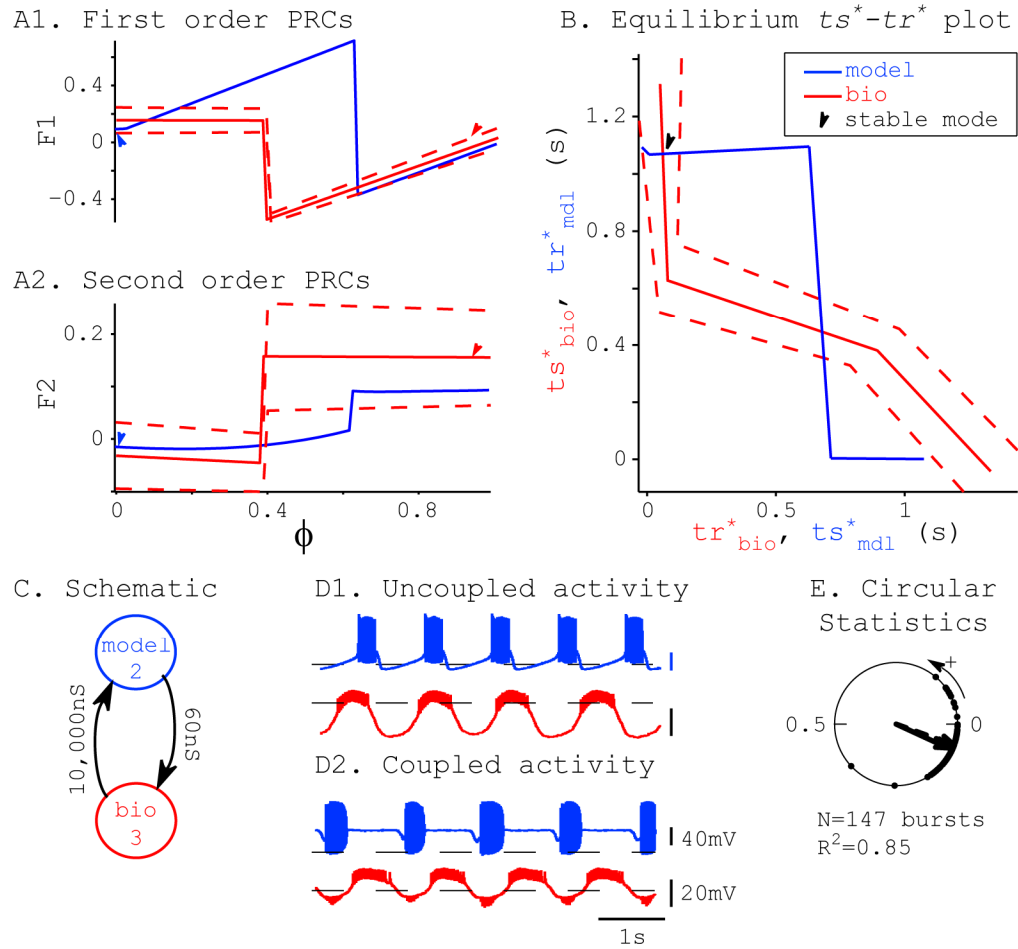 A1. First order PRCs
0.4
0
-0.4
F1
A2. Second order PRCs
0.2
0
F2
0
0.4
0.8
ϕ
B. Equilibrium ts*-tr* plot
model
bio
stable mode
1.2
0.8
0.4
0
ts*bio, tr*mdl (s)
0
0.5
1
tr*bio, ts*mdl (s)
C. Schematic
model
2
10,000nS
60nS
bio
3
D1. Uncoupled activity
D2. Coupled activity
40mV
20mV
1s
E. Circular
Statistics
+
0.5
0
N=147 bursts
R²=0.85